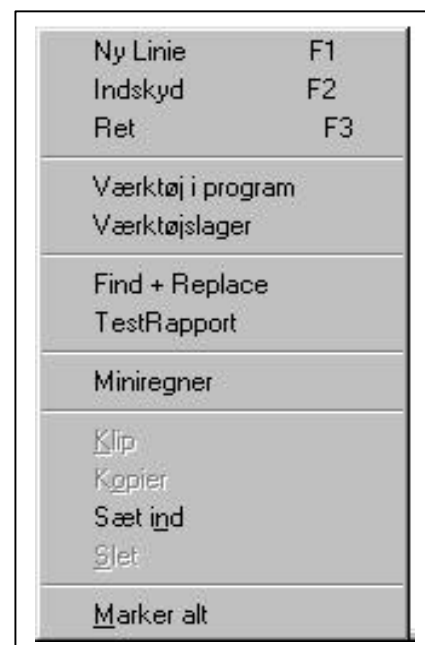 Ny Linie F1
Indskyd F2
Ret F3
Værktøj i program
Værktøjslager
Find + Replace
TestRapport
Miniregner
Klip
Kopier
Sæt ind
Slet
Marker alt